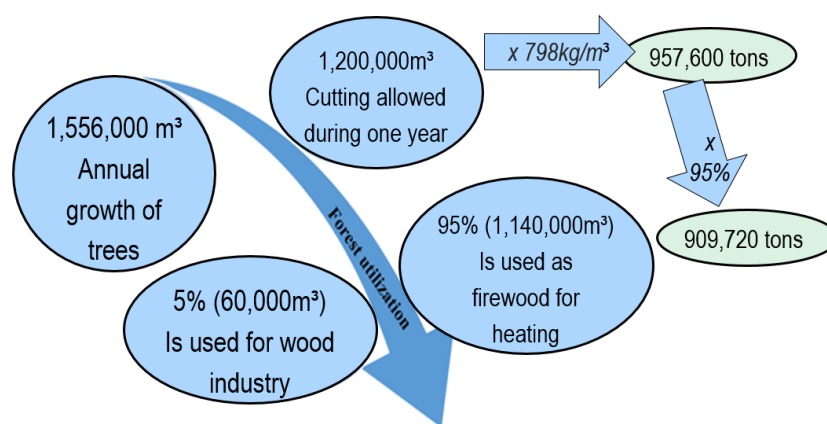 1,556,000 m³
Annual
growth of
trees
1,200,000m³
Cutting allowed
during one year
x 798kg/m³
957,600 tons
x
95%
909,720 tons
Forest utilization
95% (1,140,000m³)
Is used as
firewood for
heating
5% (60,000m³)
Is used for wood
industry